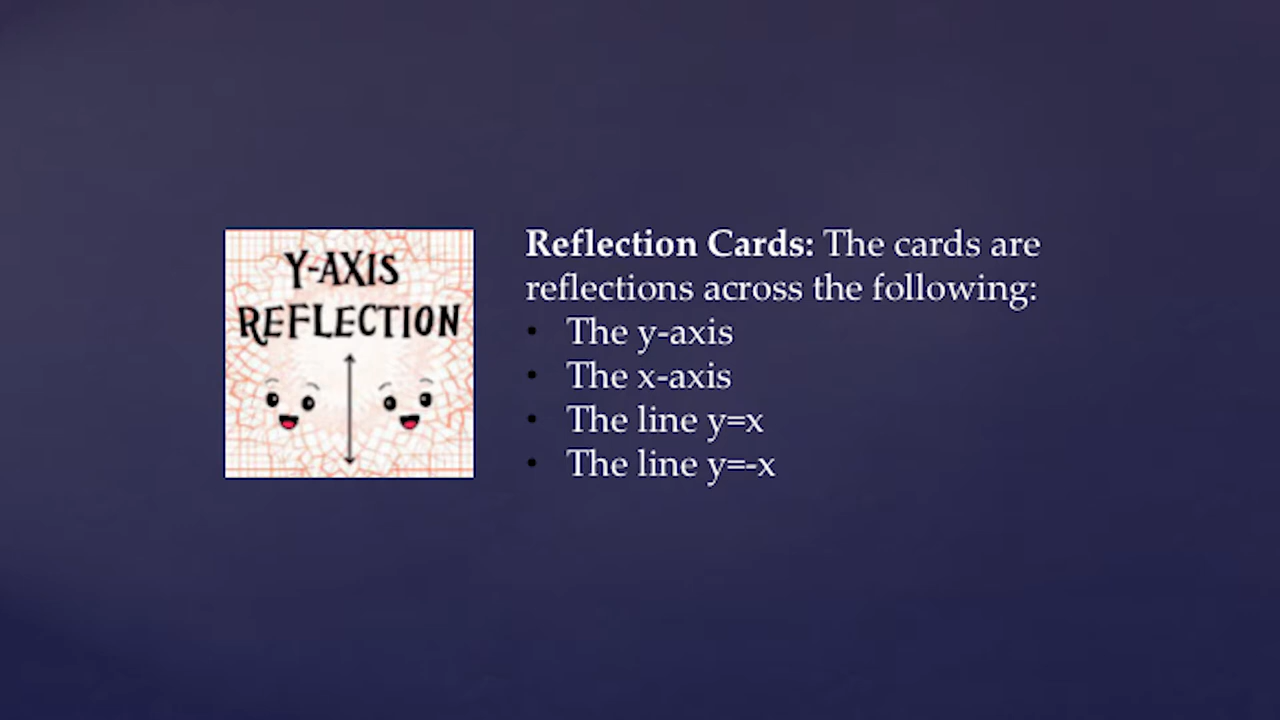 Y-AXIS
REFLECTION
Reflection Cards: The cards are
reflections across the following:
• The y-axis
• The x-axis
• The line y=x
• The line y=-x